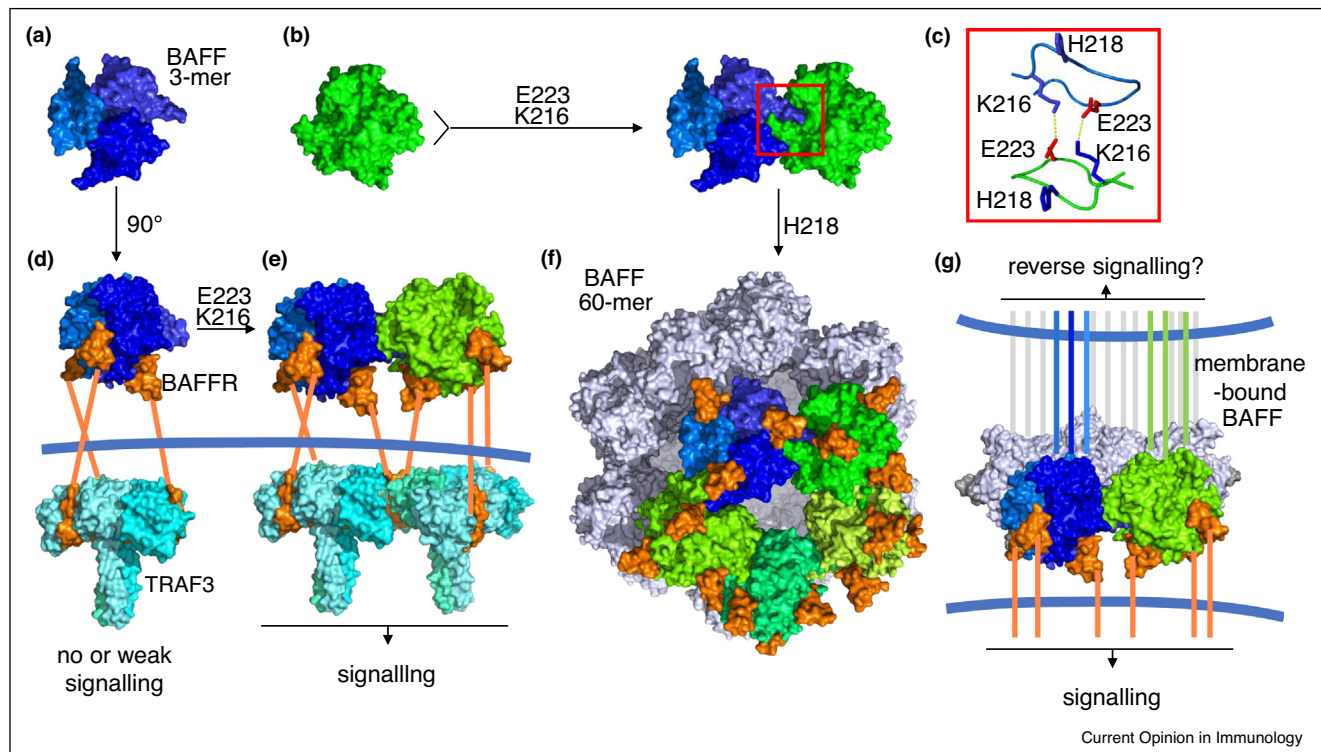 (a)
BAFF
3-mer
(b)
E223
K216
(c)
H218
K216
E223
E223
K216
H218
90°
H218
(d)
E223
K216
BAFFR
TRAF3
no or weak
signalling
(e)
signalling
(f)
BAFF
60-mer
(g)
reverse signalling?
membrane
-bound
BAFF
signalling
Current Opinion in Immunology